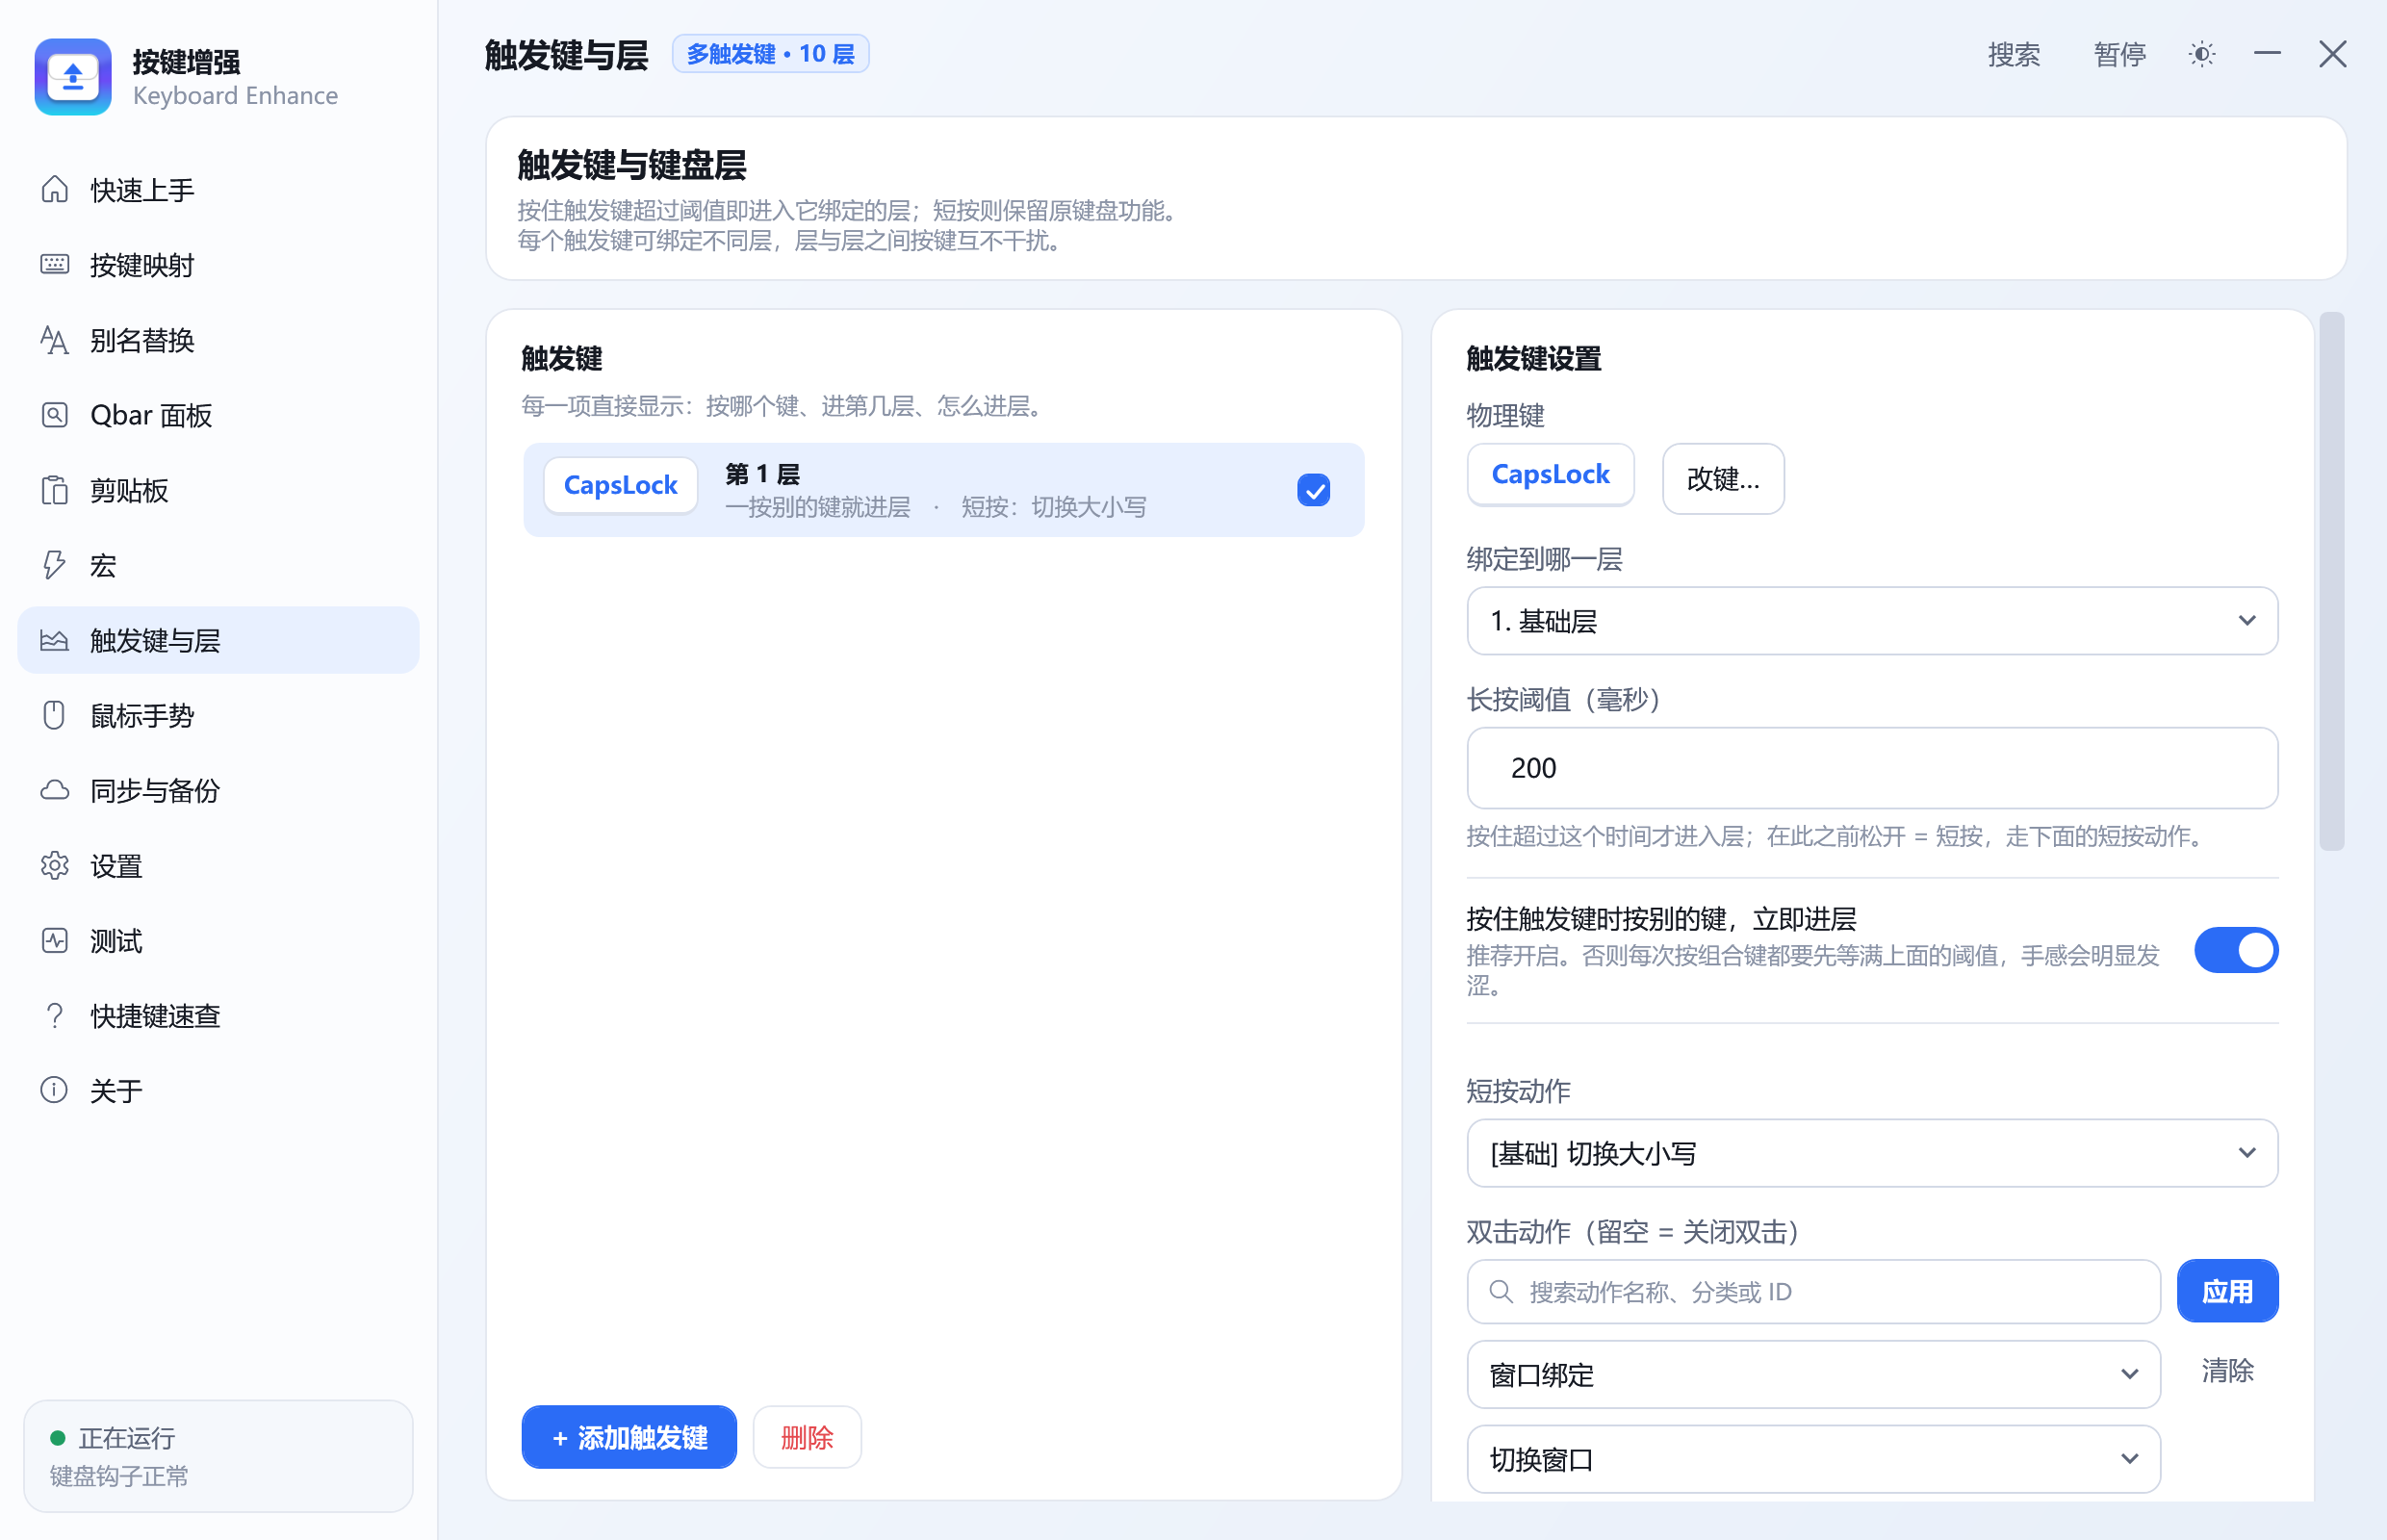 按键增强
Keyboard Enhance
快速上手
按键映射
别名替换
Qbar 面板
剪贴板
宏
触发键与层
鼠标手势
同步与备份
设置
测试
快捷键速查
关于
正在运行
键盘钩子正常
触发键与层
多触发键 • 10 层
搜索
暂停
触发键与键盘层
按住触发键超过阈值即进入它绑定的层；短按则保留原键盘功能。
每个触发键可绑定不同层，层与层之间按键互不干扰。
触发键
每一项直接显示：按哪个键、进第几层、怎么进层。
CapsLock
第 1 层
一按别的键就进层 · 短按：切换大小写
+ 添加触发键
删除
触发键设置
物理键
CapsLock
改键...
绑定到哪一层
1. 基础层
长按阈值（毫秒）
200
按住超过这个时间才进入层；在此之前松开 = 短按，走下面的短按动作。
按住触发键时按别的键，立即进层
推荐开启。否则每次按组合键都要先等满上面的阈值，手感会明显发
涩。
短按动作
[基础] 切换大小写
双击动作（留空 = 关闭双击）
搜索动作名称、分类或 ID
应用
窗口绑定
清除
切换窗口